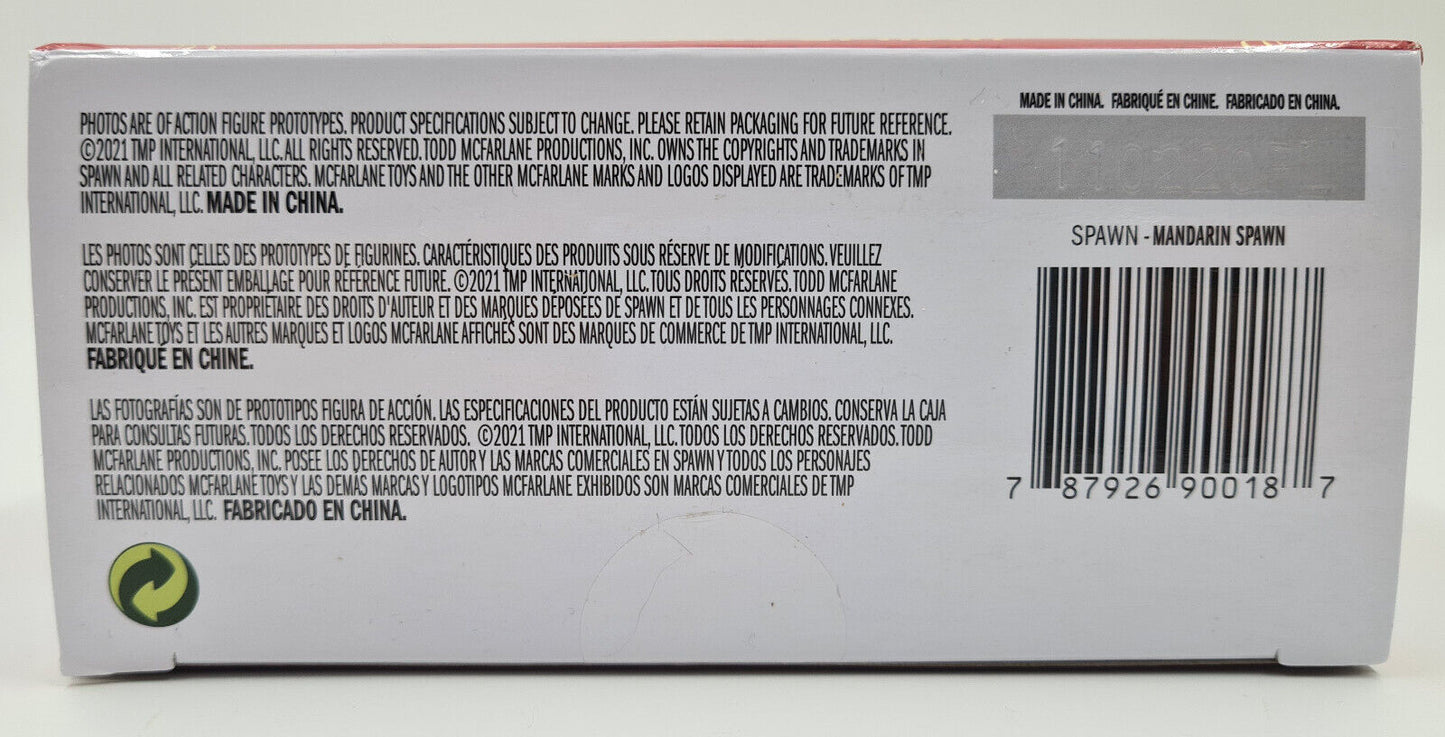 PHOTOS ARE OF ACTION FIGURE PROTOTYPES. PRODUCT SPECIFICATIONS SUBJECT TO CHANGE. PLEASE RETAIN PACKAGING FOR FUTURE REFERENCE.
©2021 TMP INTERNATIONAL, LLC. ALL RIGHTS RESERVED. TODD MCFARLANE PRODUCTIONS, INC. OWNS THE COPYRIGHTS AND TRADEMARKS IN
SPAWN AND ALL RELATED CHARACTERS. MCFARLANE TOYS AND THE OTHER MCFARLANE MARKS AND LOGOS DISPLAYED ARE TRADEMARKS OF TMP
INTERNATIONAL, LLC. MADE IN CHINA.
LES PHOTOS SONT CELLES DES PROTOTYPES DE FIGURINES. CARACTÉRISTIQUES DES PRODUITS SOUS RÉSERVE DE MODIFICATIONS. VEUILLEZ
CONSERVER LE PRÉSENT EMBALLAGE POUR RÉFÉRENCE FUTURE. ©2021 TMP INTERNATIONAL, LLC. TOUS DROITS RÉSERVÉS. TODD MCFARLANE
PRODUCTIONS, INC. EST PROPRIÉTAIRE DES DROITS D'AUTEUR ET DES MARQUES DÉPOSÉES DE SPAWN ET DE TOUS LES PERSONNAGES CONNEXES.
MCFARLANE TOYS ET LES AUTRES MARQUES ET LOGOS MCFARLANE AFFICHÉS SONT DES MARQUES DE COMMERCE DE TMP INTERNATIONAL, LLC.
FABRIQUÉ EN CHINE.
LAS FOTOGRAFÍAS SON DE PROTOTIPOS FIGURA DE ACCIÓN. LAS ESPECIFICACIONES DEL PRODUCTO ESTÁN SUJETAS A CAMBIOS. CONSERVA LA CAJA
PARA CONSULTAS FUTURAS. TODOS LOS DERECHOS RESERVADOS. ©2021 TMP INTERNATIONAL, LLC. TODOS LOS DERECHOS RESERVADOS. TODD
MCFARLANE PRODUCTIONS, INC. POSEE LOS DERECHOS DE AUTOR Y LAS MARCAS COMERCIALES EN SPAWN Y TODOS LOS PERSONAJES
RELACIONADOS MCFARLANE TOYS Y LAS DEMÁS MARCAS Y LOGOTIPOS MCFARLANE EXHIBIDOS SON MARCAS COMERCIALES DE TMP
INTERNATIONAL, LLC. FABRICADO EN CHINA.
MADE IN CHINA. FABRIQUÉ EN CHINE. FABRICADO EN CHINA.
SPAWN - MANDARIN SPAWN
7 87926 90018 7